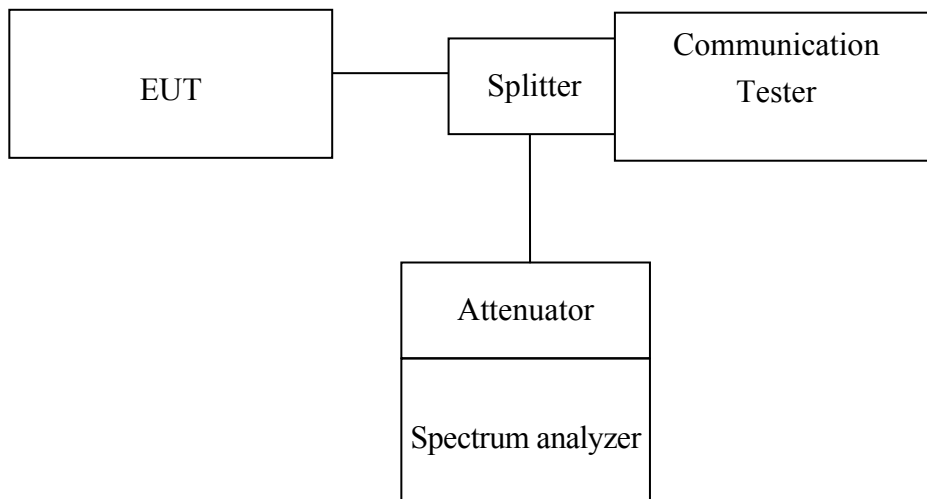 EUT
Splitter
Communication
Tester
Attenuator
Spectrum analyzer